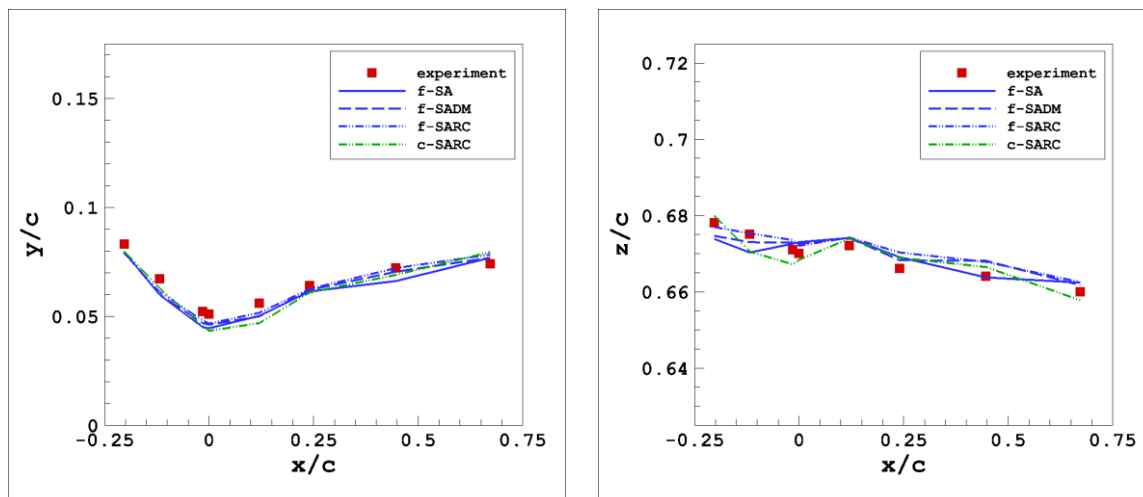 experiment
f-SA
f-SADM
f-SARC
c-SARC
0.15
0.1
0.05
0
y/c
-0.25
0
0.25
0.5
0.75
x/c
experiment
f-SA
f-SADM
f-SARC
c-SARC
0.72
0.7
0.68
0.66
0.64
z/c
-0.25
0
0.25
0.5
0.75
x/c